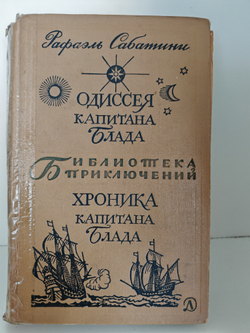 Рафаэль Сабатини
ОДИССЕЯ
КАПИТАНА
БЛАДА
БИБЛИОТЕКА
ПРИКЛЮЧЕНИЙ
ХРОНИКА
КАПИТАНА
БЛАДА